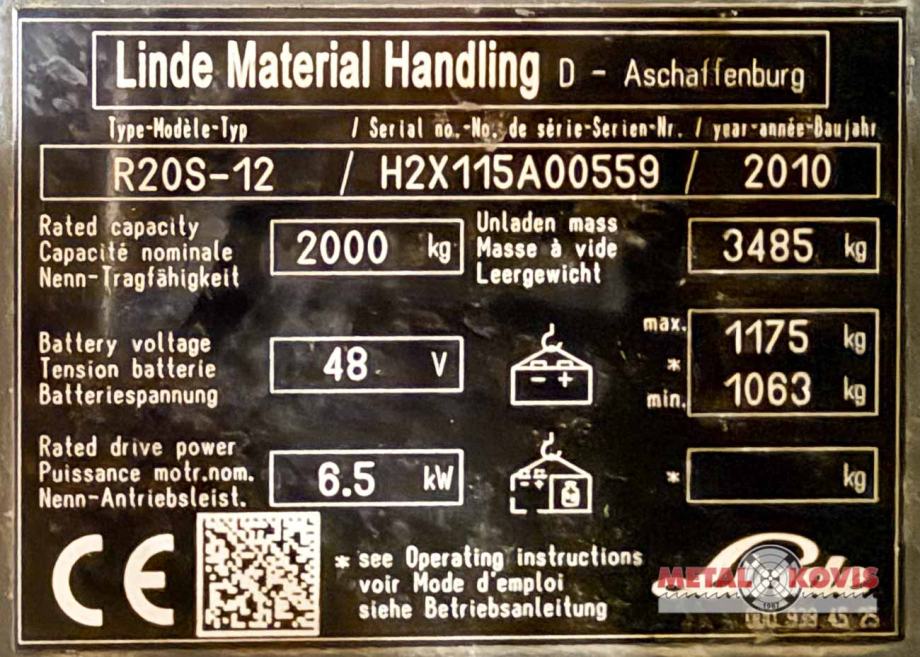 Linde Material Handling D - Aschaffenburg
Type-Modèle-Typ / Serial no.-No. de série-Serien-Nr. / year-année-Baujahr
R20S-12 / H2X115A00559 / 2010
Rated capacity
Capacité nominale
Nenn-Tragfähigkeit
2000 kg
Unladen mass
Masse à vide
Leergewicht
3485 kg
Battery voltage
Tension batterie
Batteriespannung
48 V
- +
max. 1175 kg
*
min. 1063 kg
Rated drive power
Puissance motr.nom.
Nenn-Antriebsleist.
6.5 kW
- +
* kg
CE
* see Operating instructions
voir Mode d'emploi
siehe Betriebsanleitung
METAL KOVIS
1987